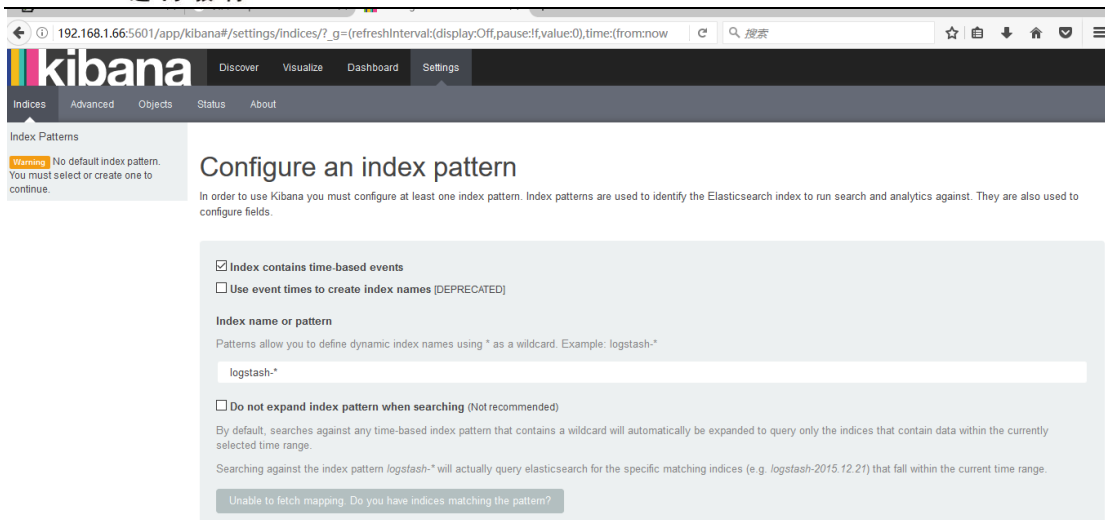 192.168.1.66:5601/app/kibana#/settings/indices/?_g=(refreshInterval:(display:Off,pause:!f,value:0),time:(from:now
搜索
kibana
Discover Visualize Dashboard Settings
Indices Advanced Objects Status About
Index Patterns
Warning No default index pattern.
You must select or create one to
continue.
Configure an index pattern
In order to use Kibana you must configure at least one index pattern. Index patterns are used to identify the Elasticsearch index to run search and analytics against. They are also used to
configure fields.
Index contains time-based events
Use event times to create index names [DEPRECATED]
Index name or pattern
Patterns allow you to define dynamic index names using * as a wildcard. Example: logstash-*
logstash-*
Do not expand index pattern when searching (Not recommended)
By default, searches against any time-based index pattern that contains a wildcard will automatically be expanded to query only the indices that contain data within the currently
selected time range.
Searching against the index pattern logstash-* will actually query elasticsearch for the specific matching indices (e.g. logstash-2015.12.21) that fall within the current time range.
Unable to fetch mapping. Do you have indices matching the pattern?